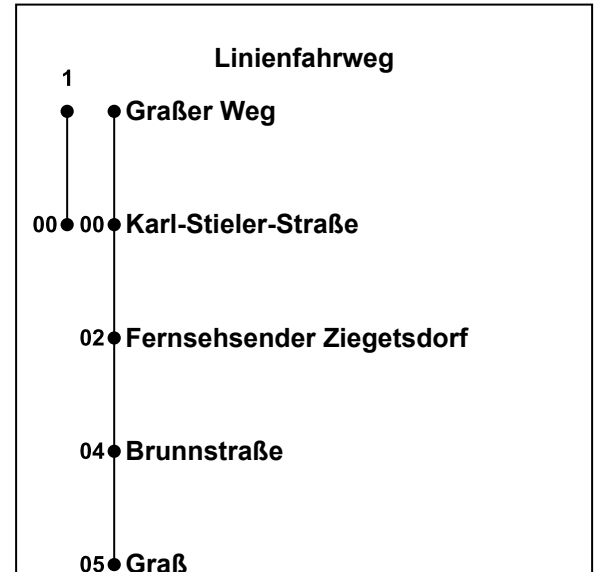 Linienfahrweg
1
Graßer Weg
00 00 Karl-Stieler-Straße
02 Fernsehsender Ziegetsdorf
04 Brunnstraße
05 Graß